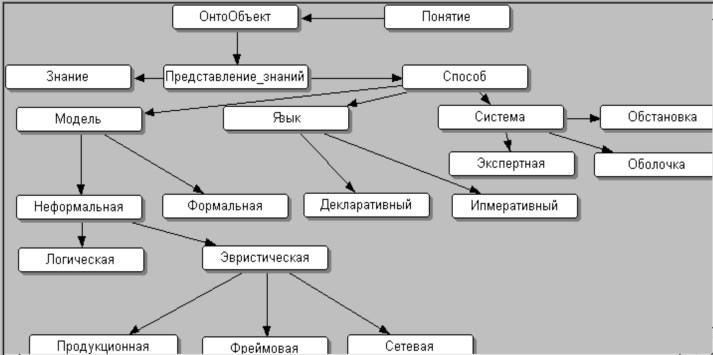 ОнтоОбъект
Понятие
Знание
Представление_знаний
Способ
Модель
Язык
Система
Обстановка
Экспертная
Оболочка
Неформальная
Формальная
Декларативный
Ипмеративный
Логическая
Эвристическая
Продукционная
Фреймовая
Сетевая